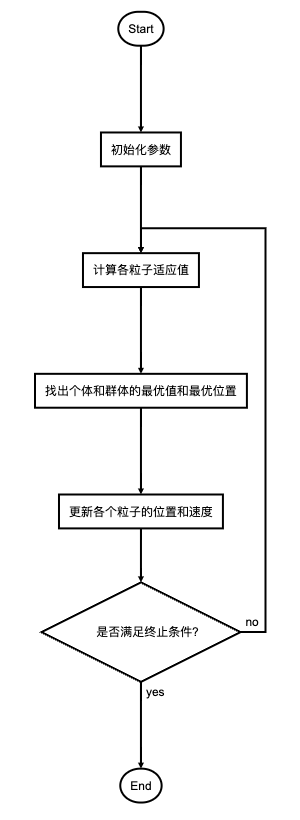 Start
初始化参数
计算各粒子适应值
找出个体和群体的最优值和最优位置
更新各个粒子的位置和速度
是否满足终止条件?
no
yes
End